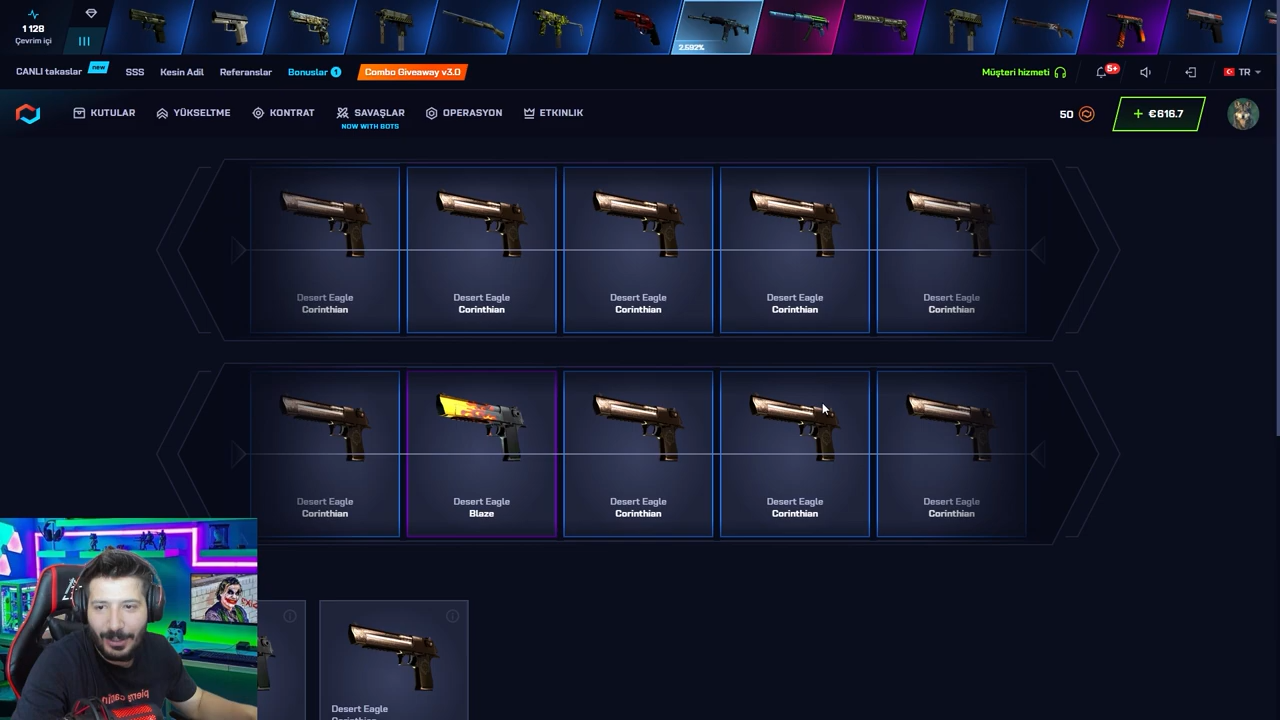 1 128
Çevrim içi
2.592%
CANLI takaslar
new
SSS
Kesin Adil
Referanslar
Bonuslar 1
Combo Giveaway v3.0
Müşteri hizmeti
5+
TR
KUTULAR
YÜKSELTME
KONTRAT
SAVAŞLAR
NOW WITH BOTS
OPERASYON
ETKINLIK
50
+ €616.7
Desert Eagle
Corinthian
Desert Eagle
Corinthian
Desert Eagle
Corinthian
Desert Eagle
Corinthian
Desert Eagle
Corinthian
Desert Eagle
Corinthian
Desert Eagle
Blaze
Desert Eagle
Corinthian
Desert Eagle
Corinthian
Desert Eagle
Corinthian
Desert Eagle
Corinthian